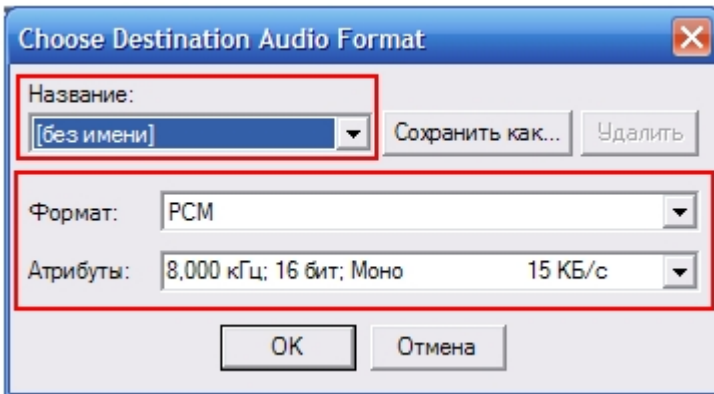 Choose Destination Audio Format
Название:
[без имени] Сохранить как... Удалить
Формат: PCM
Атрибуты: 8,000 кГц; 16 бит; Моно 15 КБ/с
OK Отмена